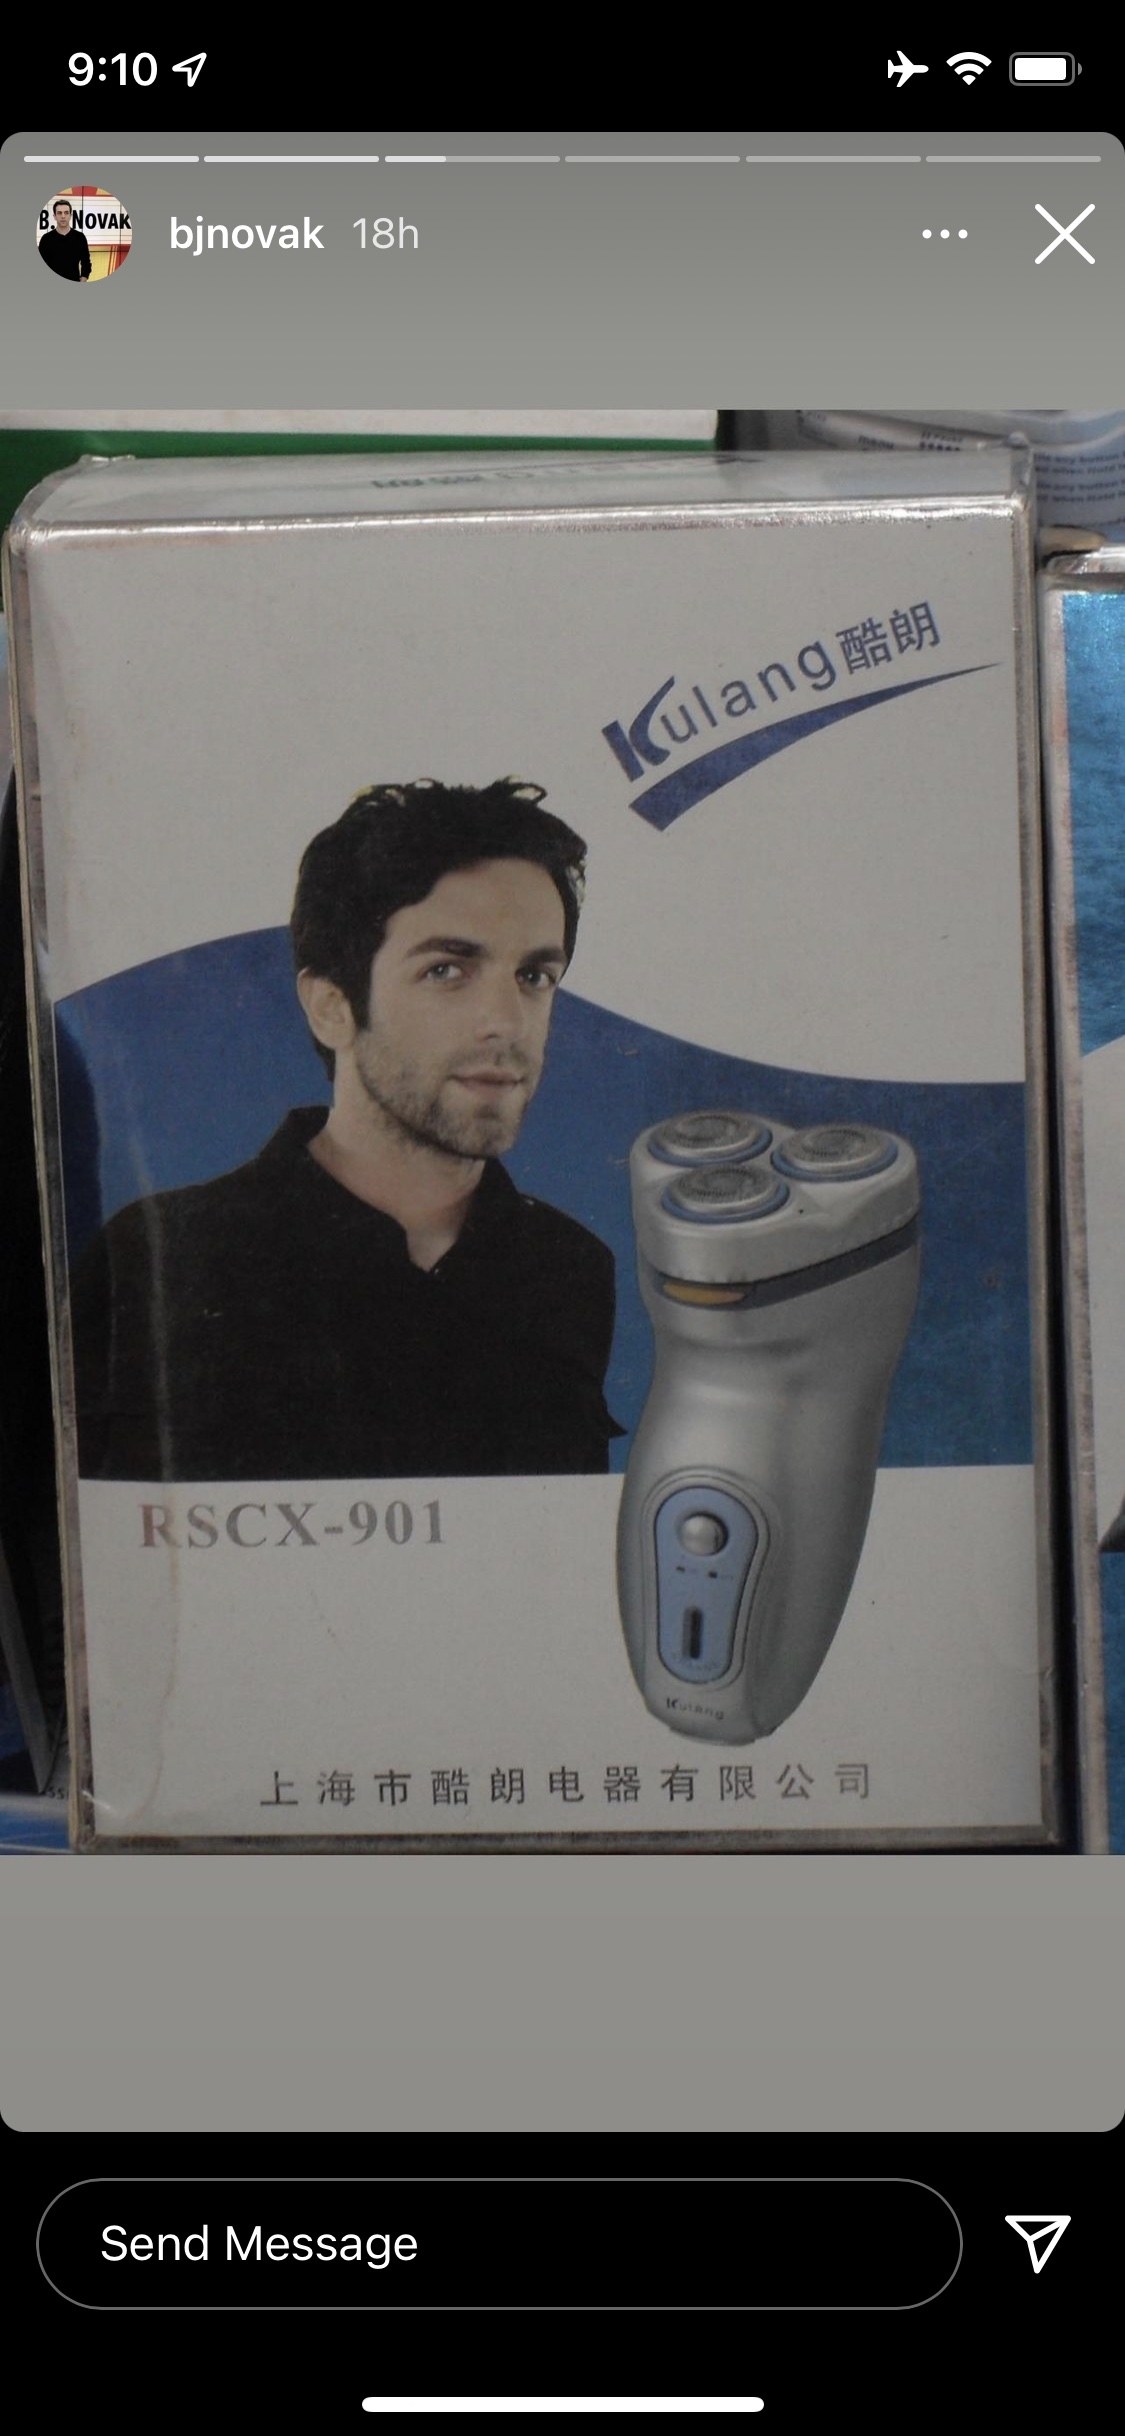 9:10
B. NOVAK
bjnovak 18h
Kulang酷朗
RSCX-901
Kulang
上海市酷朗电器有限公司
Send Message